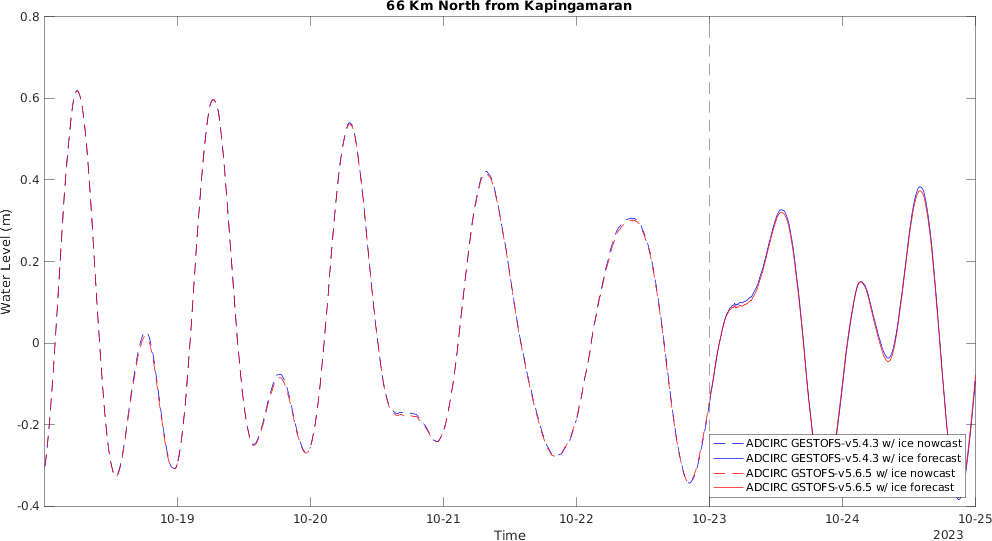 66 Km North from Kapingamaran
0.8
0.6
0.4
0.2
0
-0.2
-0.4
Water Level (m)
ADCIRC GESTOFS-v5.4.3 w/ ice nowcast
ADCIRC GESTOFS-v5.4.3 w/ ice forecast
ADCIRC GSTOFS-v5.6.5 w/ ice nowcast
ADCIRC GSTOFS-v5.6.5 w/ ice forecast
10-19 10-20 10-21 10-22 10-23 10-24 10-25
Time
2023